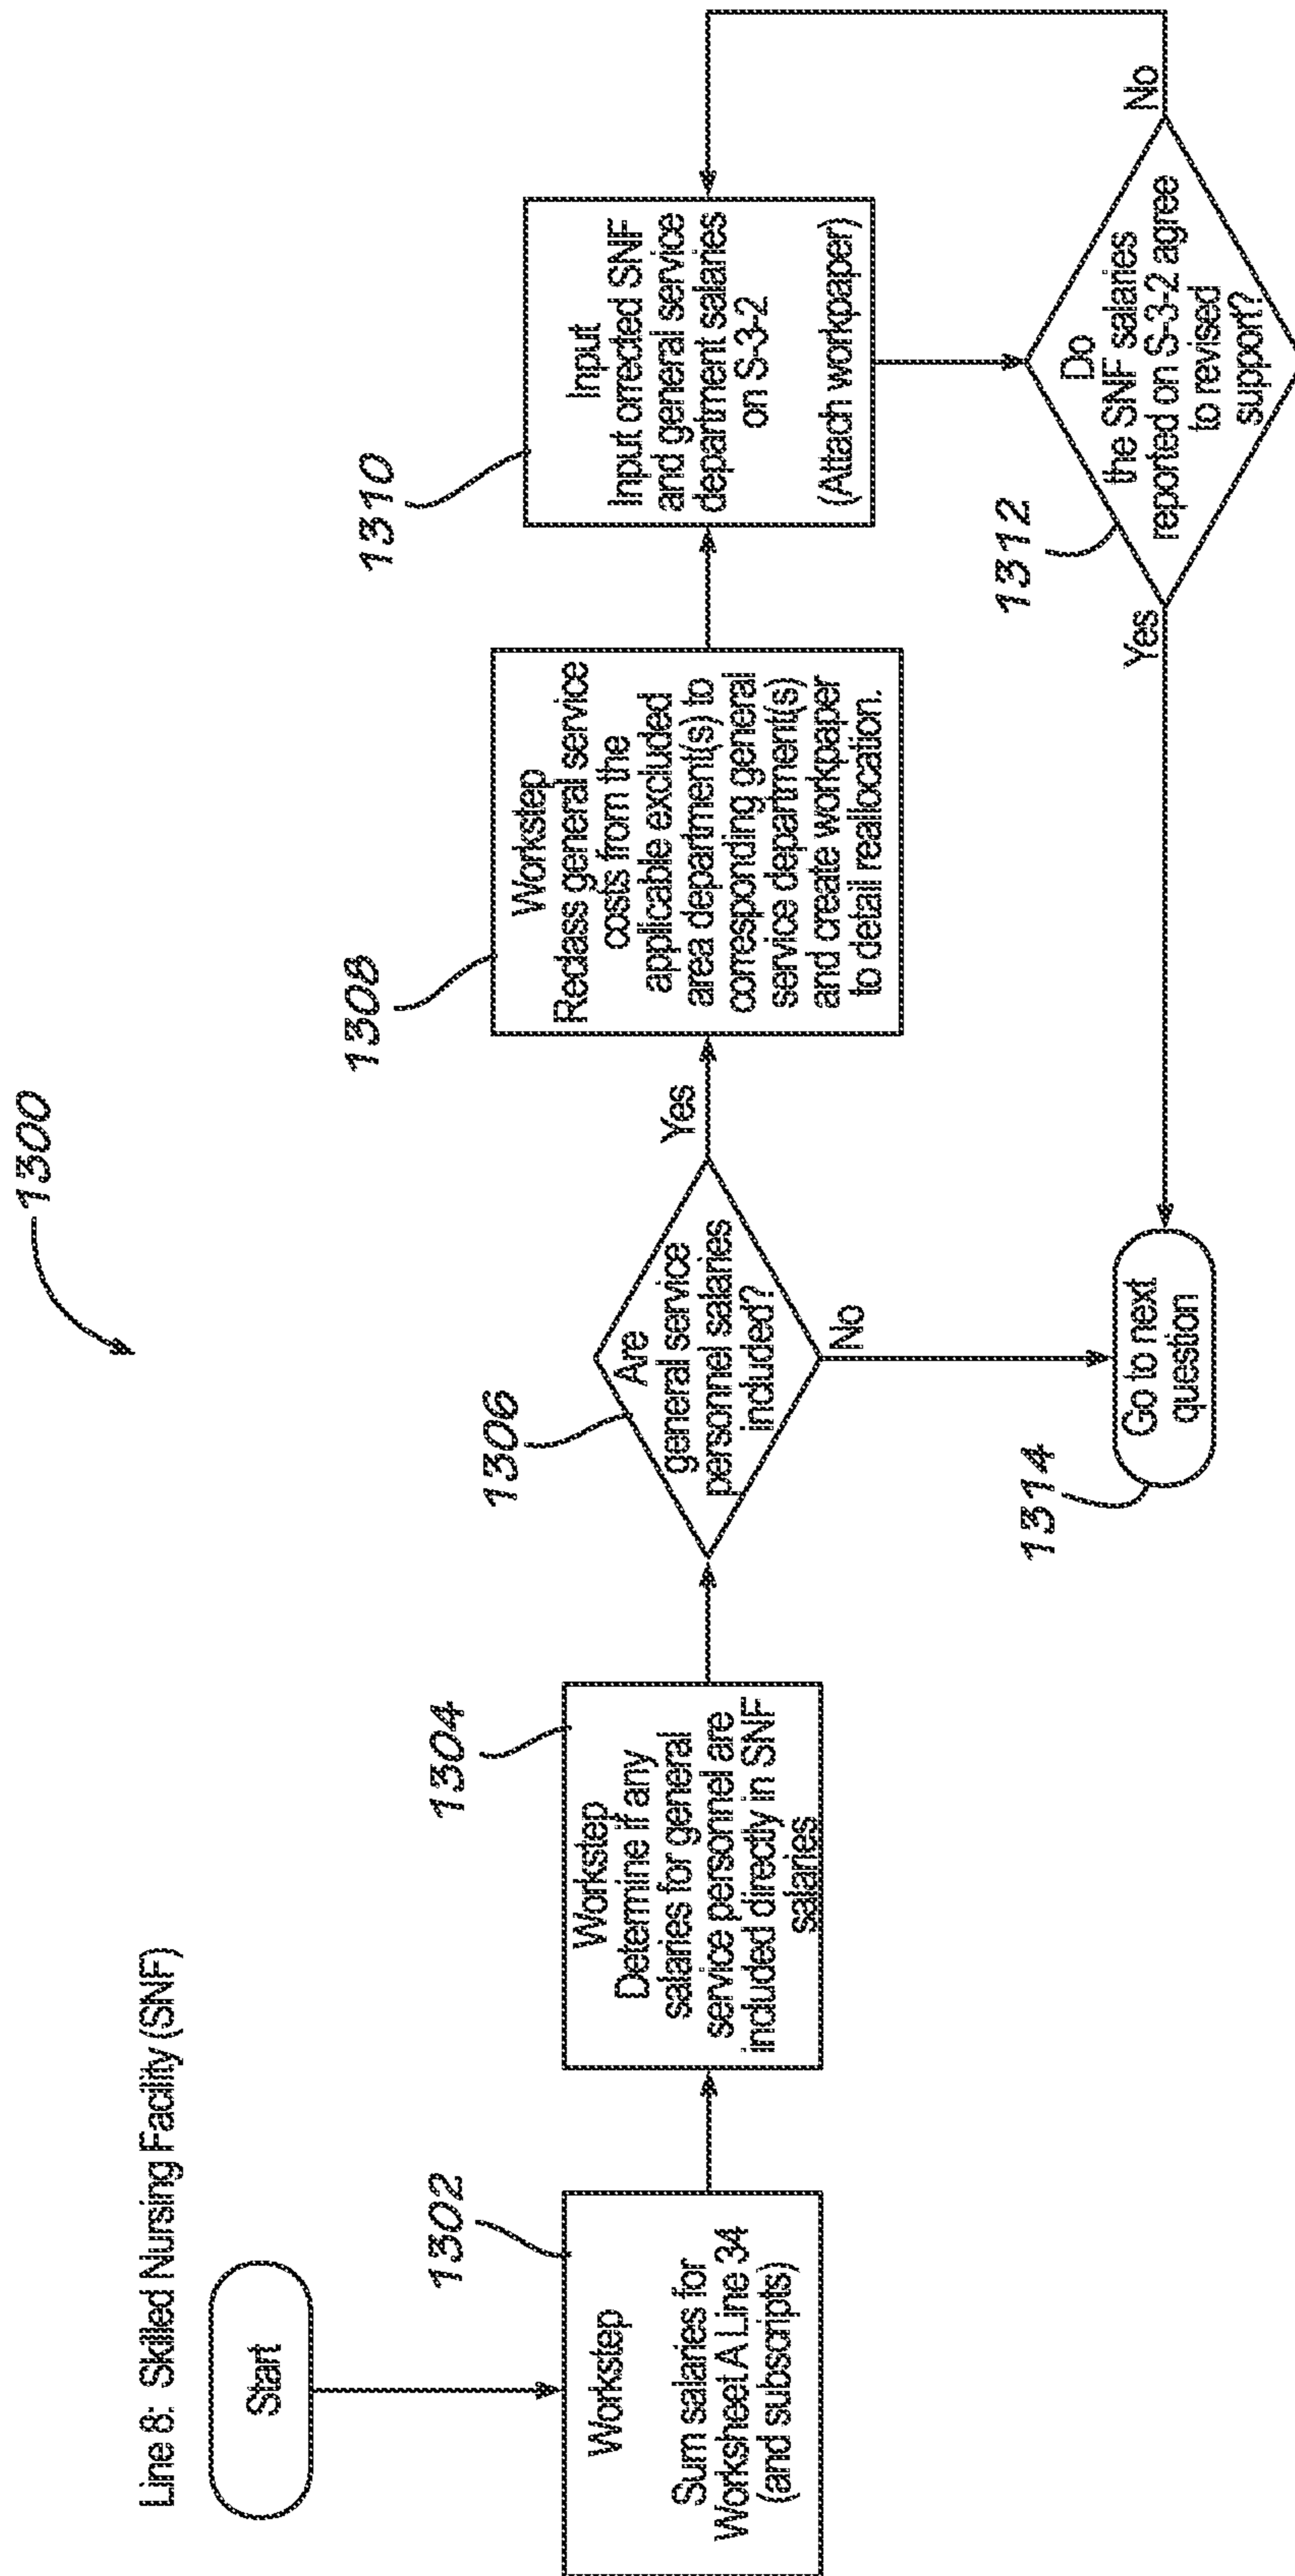 1300
Line 8: Skilled Nursing Facility (SNF)
Start
1302
Workstep
Sum salaries for
Worksheet A Line 34
(and subscripts)
1304
Workstep
Determine if any
salaries for general
service personnel are
included directly in SNF
salaries
1306
Are
general service
personnel salaries
included?
Yes
No
1308
Workstep
Reclass general service
costs from the
applicable excluded
area department(s) to
corresponding general
service department(s)
and create workpaper
to detail reallocation.
1310
Input
Input orrected SNF
and general service
department salaries
on S-3-2
(Attach workpaper)
1312
Do
the SNF salaries
reported on S-3-2 agree
to revised
support?
Yes
No
1314
Go to next
question